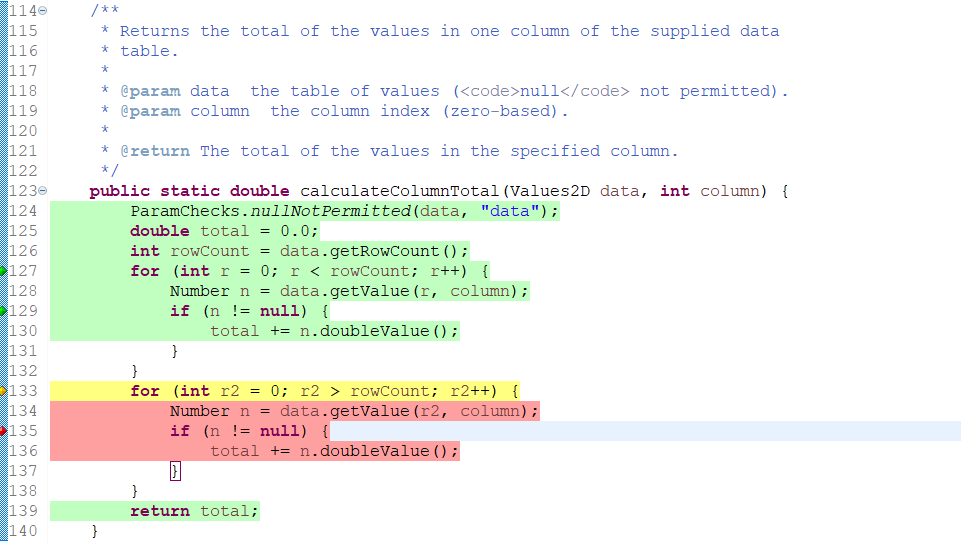 114 /**
115 * Returns the total of the values in one column of the supplied data
116 * table.
117 *
118 * @param data  the table of values (<code>null</code> not permitted).
119 * @param column  the column index (zero-based).
120 *
121 * @return The total of the values in the specified column.
122 */
123 public static double calculateColumnTotal(Values2D data, int column) {
124 ParamChecks.nullNotPermitted(data, "data");
125 double total = 0.0;
126 int rowCount = data.getRowCount();
127 for (int r = 0; r < rowCount; r++) {
128 Number n = data.getValue(r, column);
129 if (n != null) {
130 total += n.doubleValue();
131 }
132 }
133 for (int r2 = 0; r2 > rowCount; r2++) {
134 Number n = data.getValue(r2, column);
135 if (n != null) {
136 total += n.doubleValue();
137 }
138 }
139 return total;
140 }